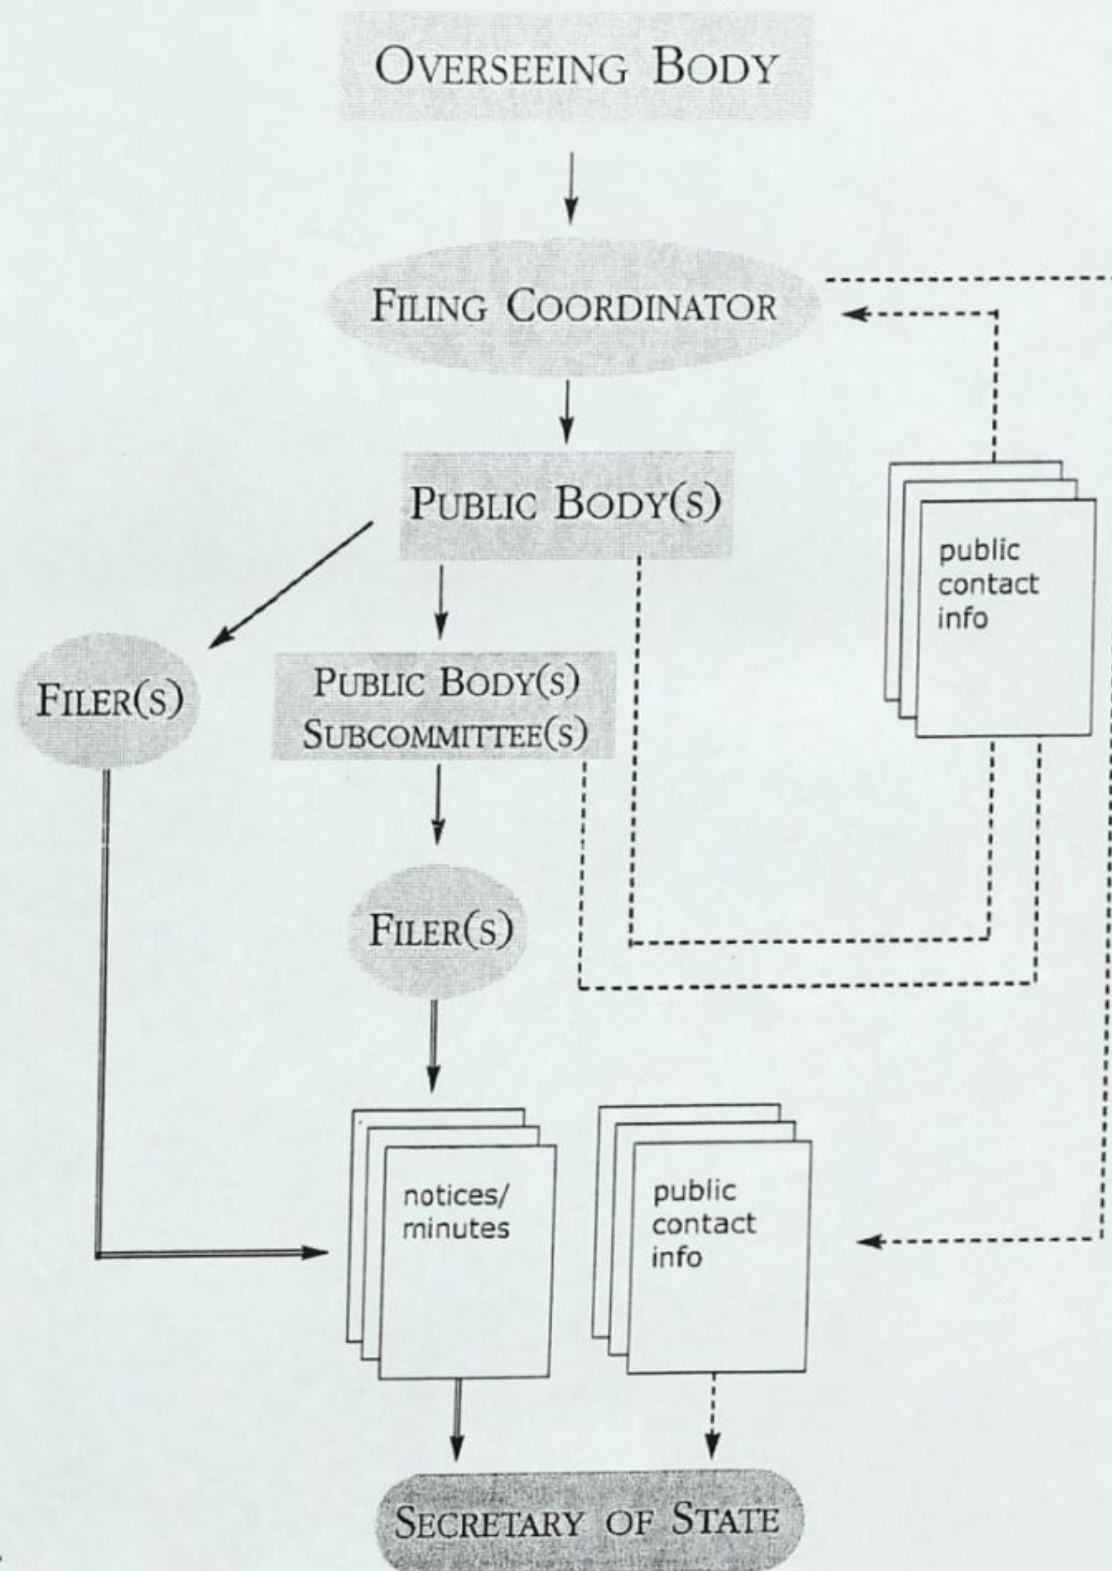 OVERSEEING BODY
FILING COORDINATOR
PUBLIC BODY(S)
public
contact
info
FILER(S)
PUBLIC BODY(S)
SUBCOMMITTEE(S)
FILER(S)
notices/
minutes
public
contact
info
SECRETARY OF STATE